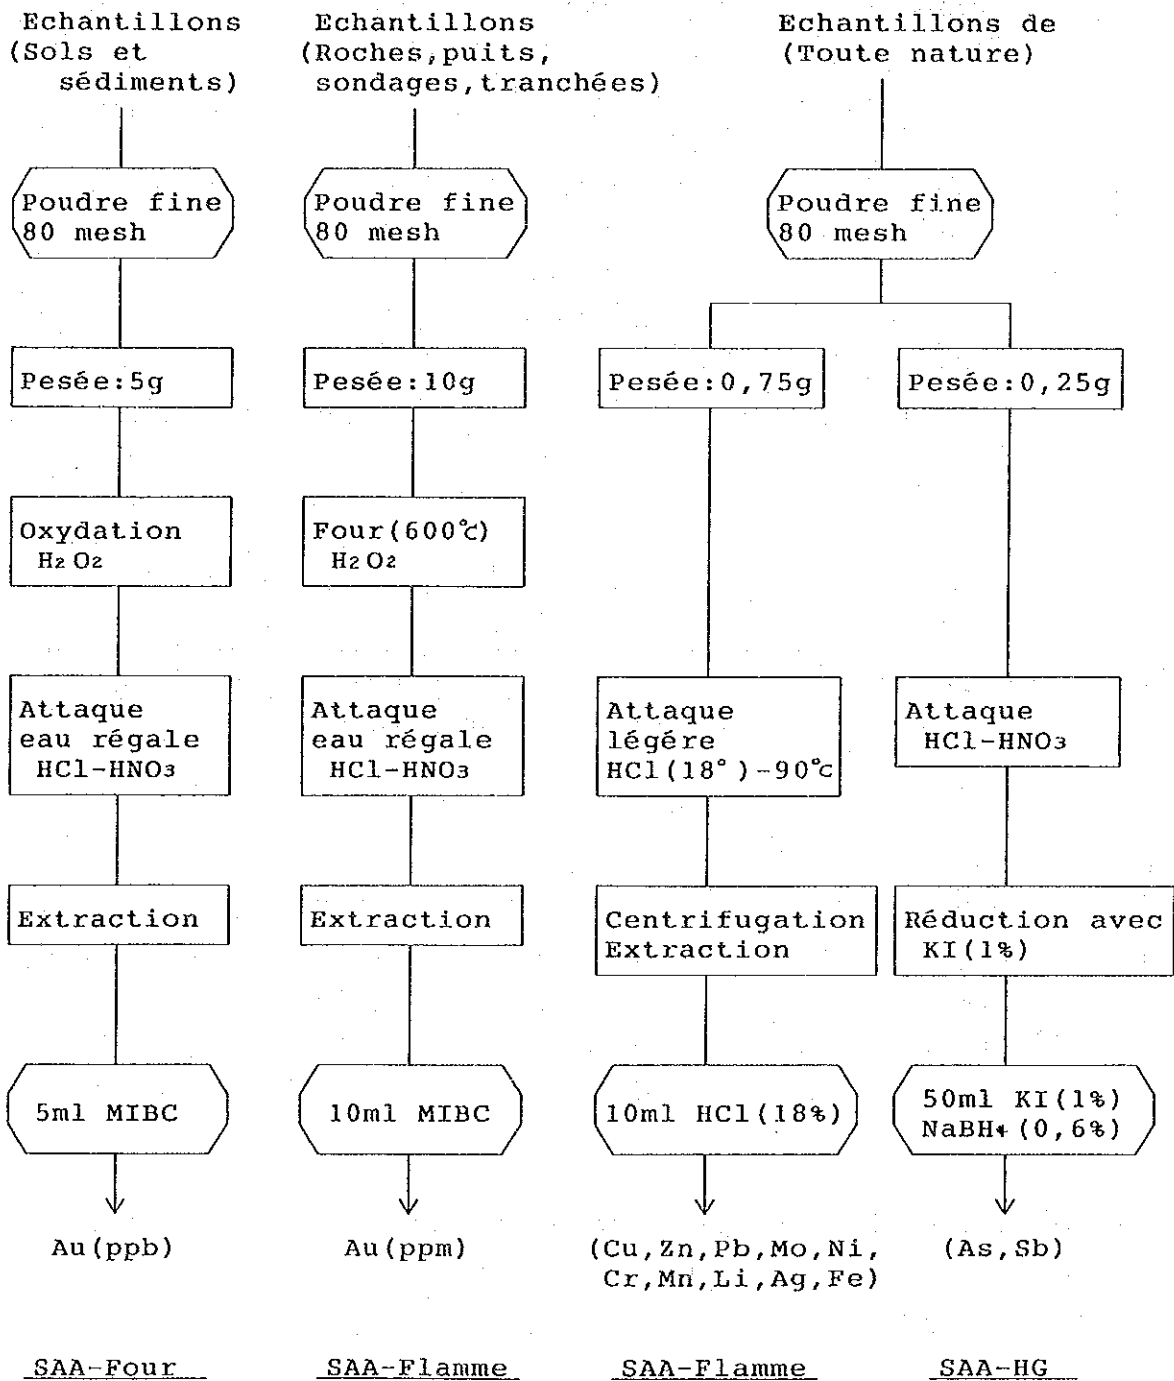 Echantillons
(Sols et
sédiments)
Poudre fine
80 mesh
Pesée:5g
Oxydation
H2O2
Attaque
eau régale
HCl-HNO3
Extraction
5ml MIBC
Au(ppb)
SAA-Four
Echantillons
(Roches,puits,
sondages,tranchées)
Poudre fine
80 mesh
Pesée:10g
Four(600℃)
H2O2
Attaque
eau régale
HCl-HNO3
Extraction
10ml MIBC
Au(ppm)
SAA-Flamme
Echantillons de
(Toute nature)
Poudre fine
80 mesh
Pesée:0,75g
Attaque
légére
HCl(18°)-90℃
Centrifugation
Extraction
10ml HCl(18%)
(Cu,Zn,Pb,Mo,Ni,
Cr,Mn,Li,Ag,Fe)
SAA-Flamme
Pesée:0,25g
Attaque
HCl-HNO3
Réduction avec
KI(1%)
50ml KI(1%)
NaBH4(0,6%)
(As,Sb)
SAA-HG